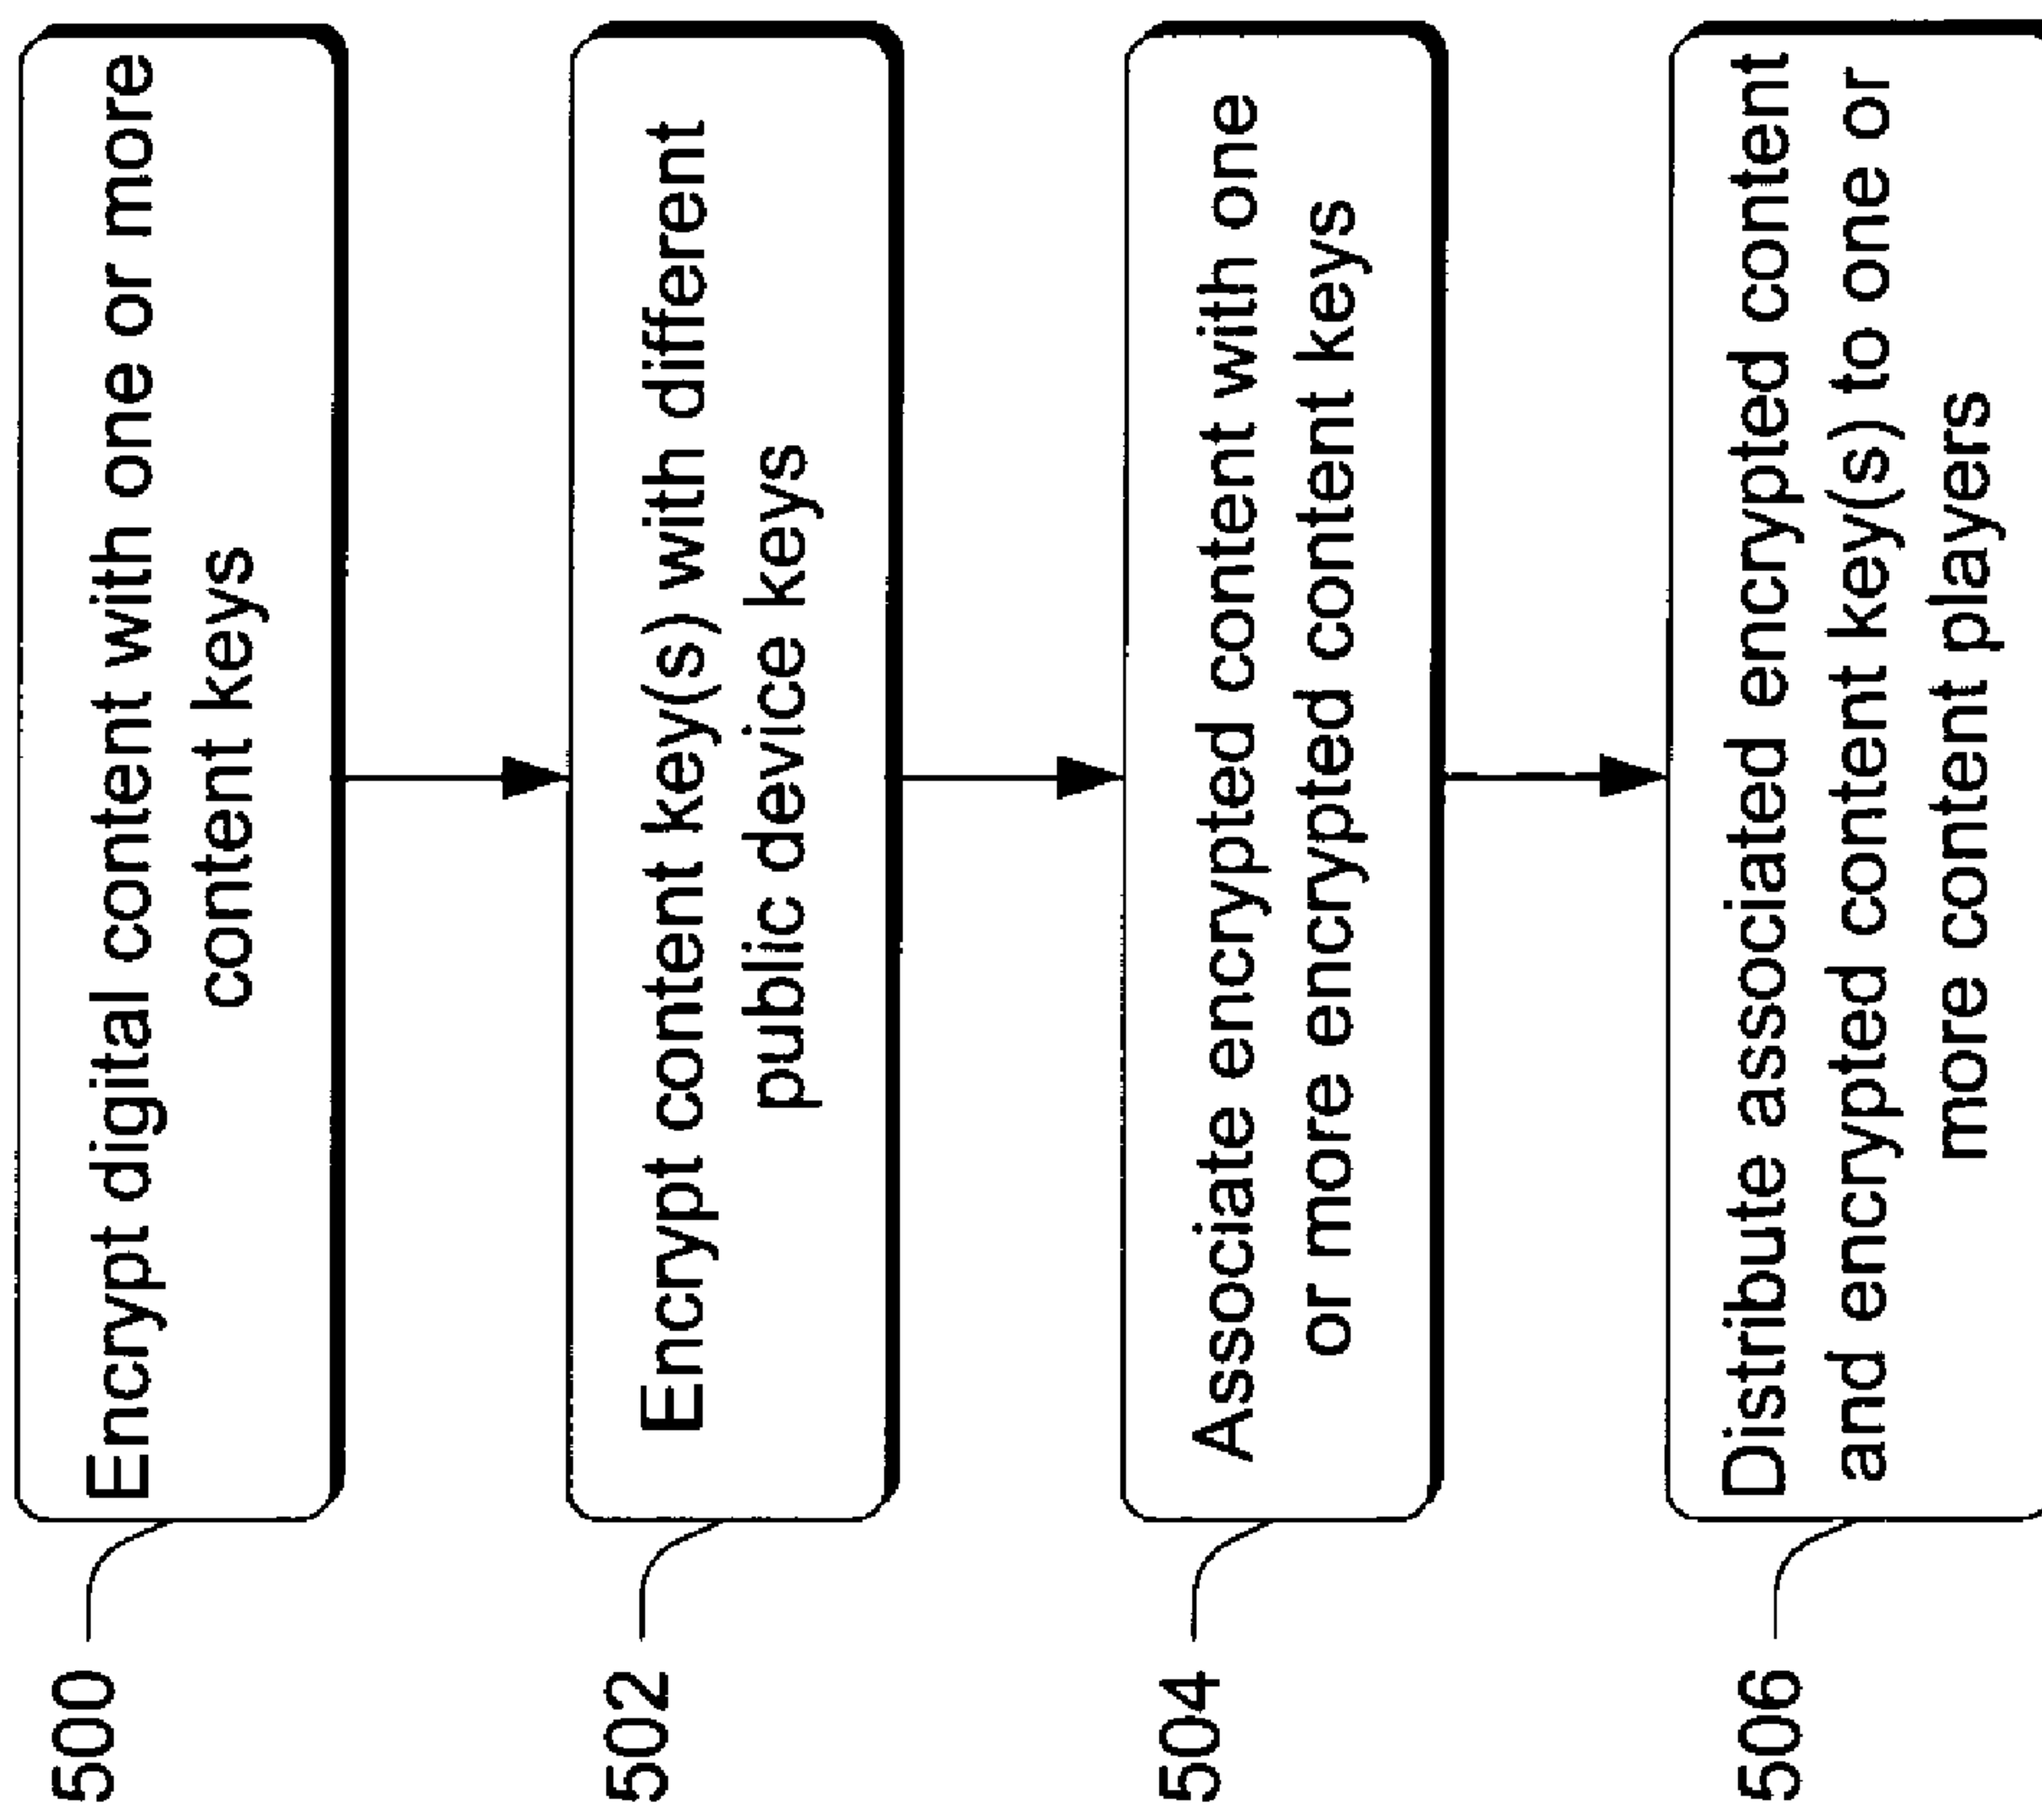 500
Encrypt digital content with one or more
content keys
502
Encrypt content key(s) with different
public device keys
504
Associate encrypted content with one
or more encrypted content keys
506
Distribute associated encrypted content
and encrypted content key(s) to one or
more content players